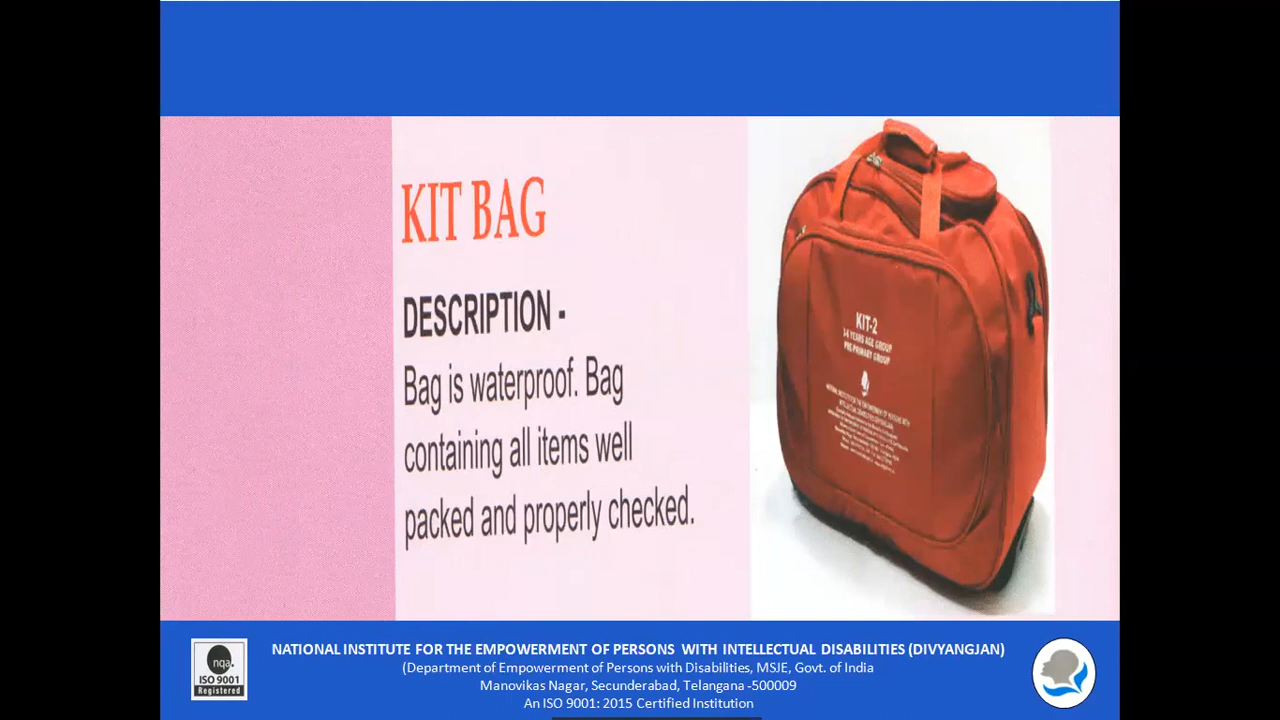 KIT BAG
DESCRIPTION -
Bag is waterproof. Bag
containing all items well
packed and properly checked.
KIT-2
3-6 YEARS AGE GROUP
PRE PRIMARY GROUP
nqa.
ISO 9001
Registered
NATIONAL INSTITUTE FOR THE EMPOWERMENT OF PERSONS WITH INTELLECTUAL DISABILITIES (DIVYANGJAN)
(Department of Empowerment of Persons with Disabilities, MSJE, Govt. of India
Manovikas Nagar, Secunderabad, Telangana -500009
An ISO 9001: 2015 Certified Institution